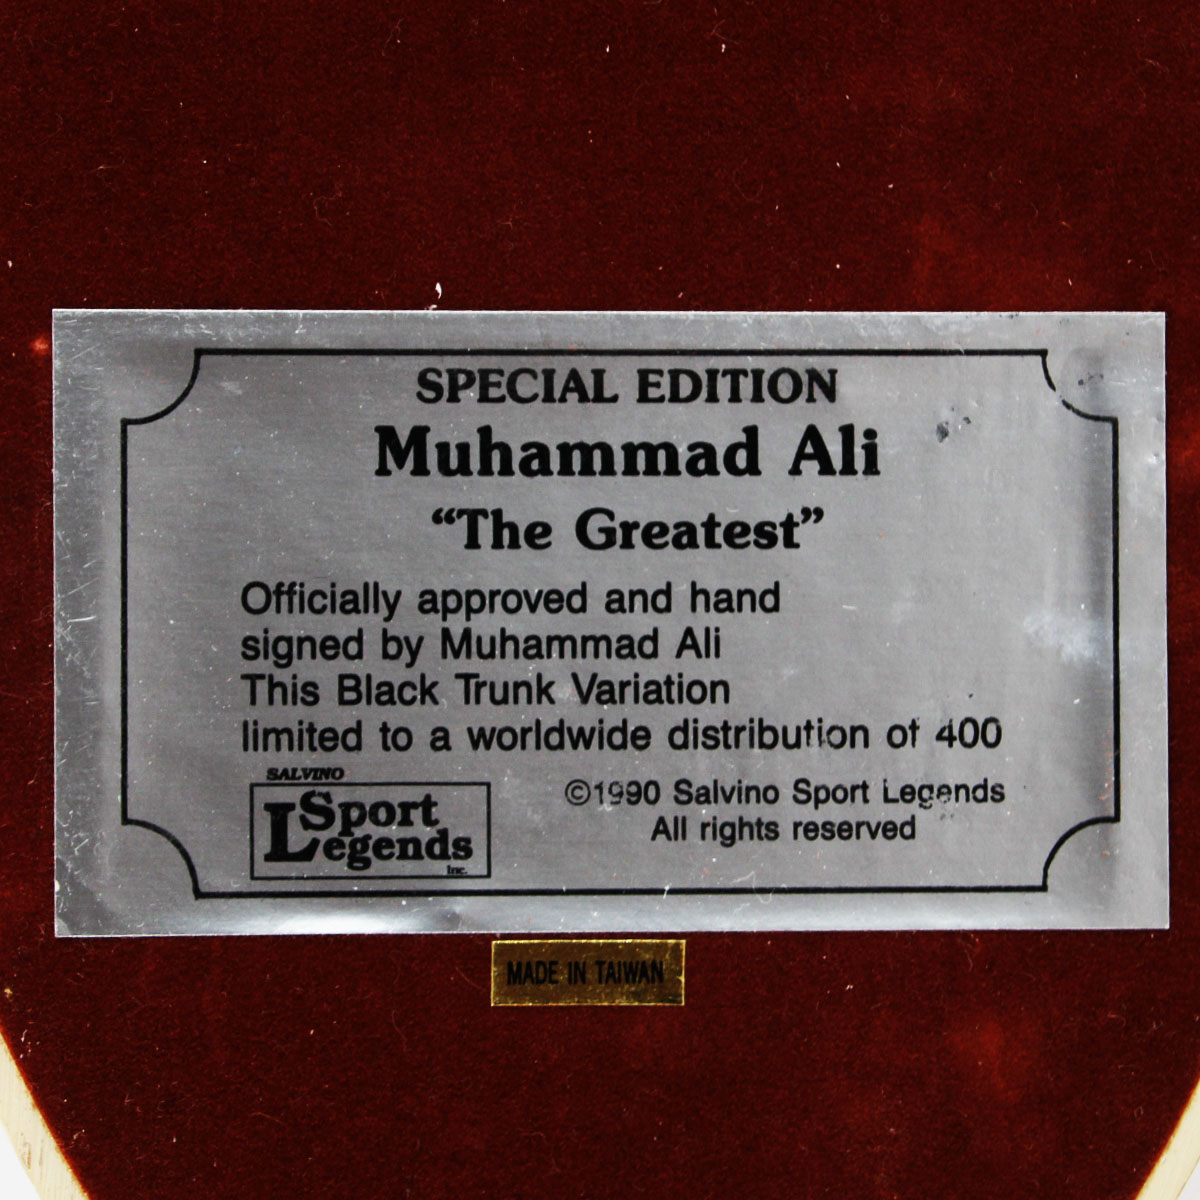 SPECIAL EDITION
Muhammad Ali
“The Greatest”
Officially approved and hand
signed by Muhammad Ali
This Black Trunk Variation
limited to a worldwide distribution of 400
SALVINO
Sport
Legends
Inc.
©1990 Salvino Sport Legends
All rights reserved
MADE IN TAIWAN